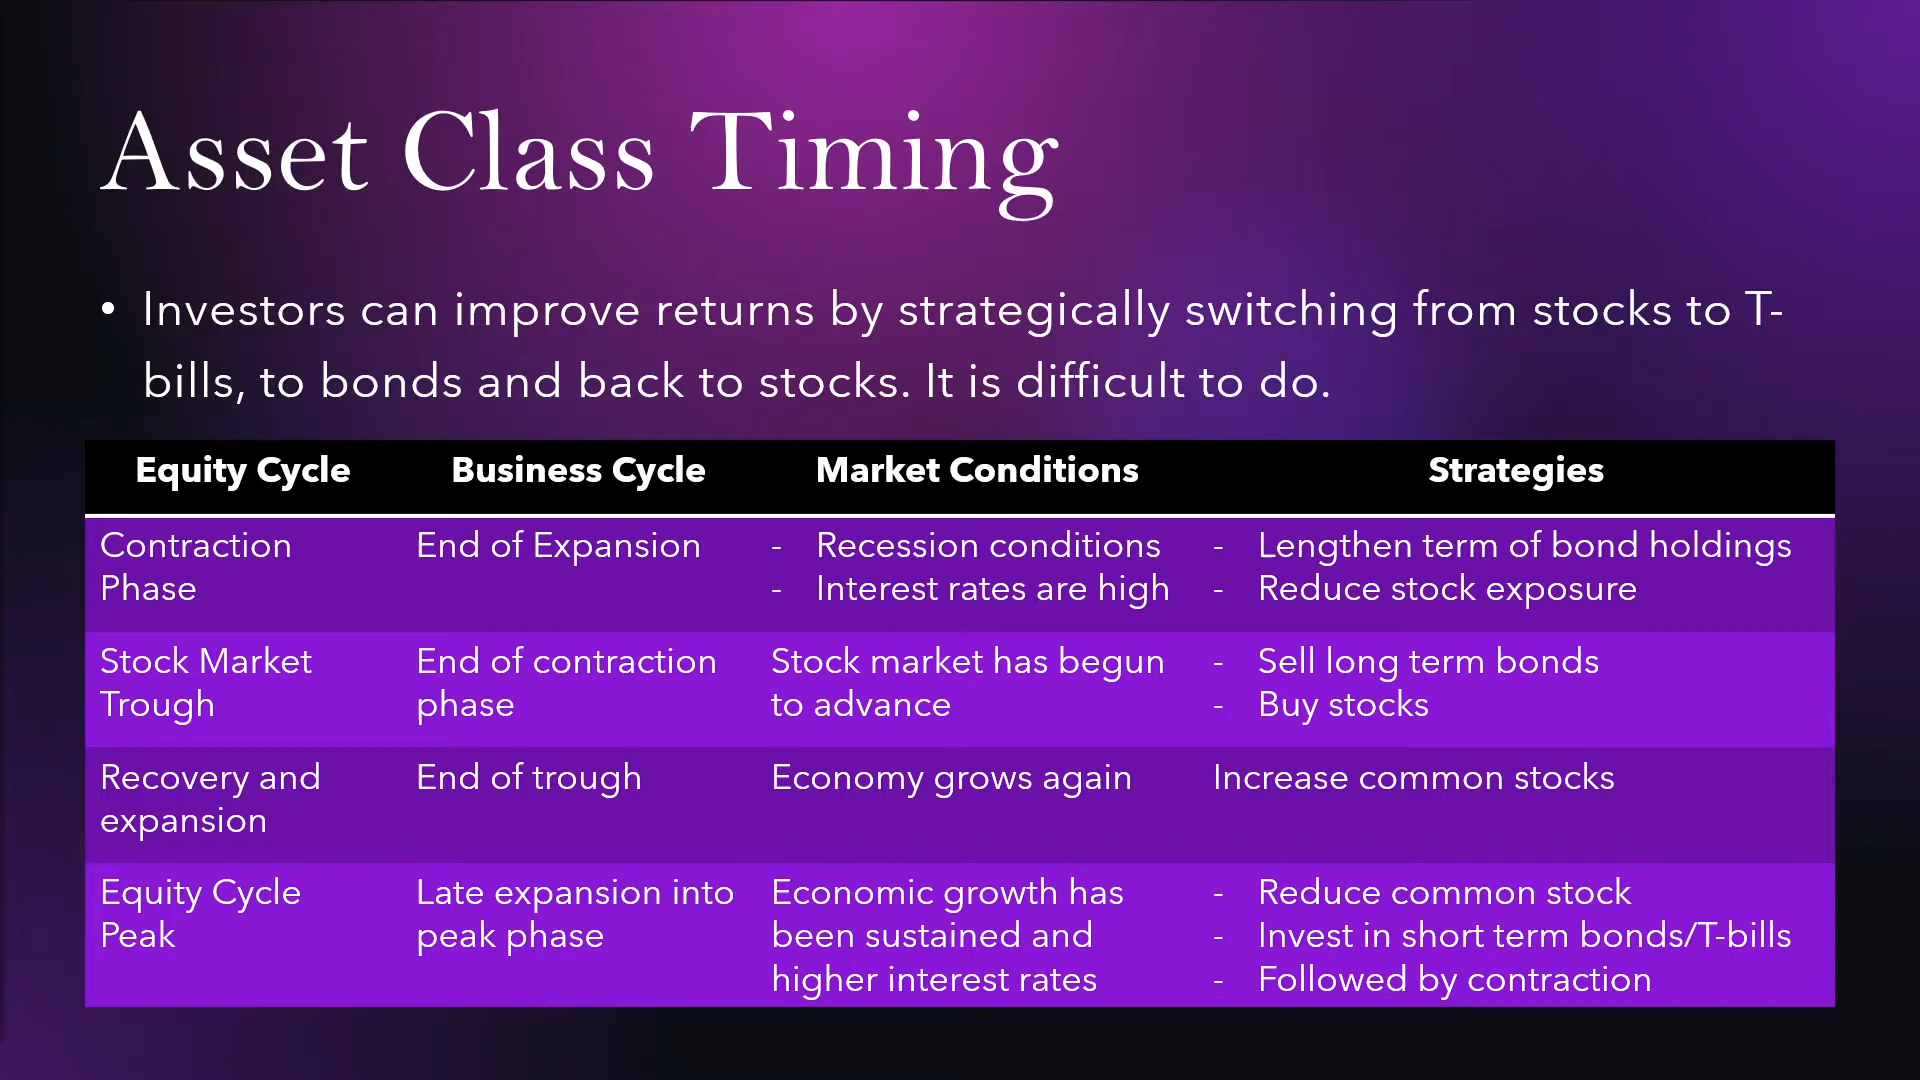 Asset Class Timing
• Investors can improve returns by strategically switching from stocks to T-
bills, to bonds and back to stocks. It is difficult to do.
Equity Cycle Business Cycle Market Conditions Strategies
Contraction End of Expansion - Recession conditions - Lengthen term of bond holdings
Phase - Interest rates are high - Reduce stock exposure
Stock Market End of contraction Stock market has begun - Sell long term bonds
Trough phase to advance - Buy stocks
Recovery and End of trough Economy grows again Increase common stocks
expansion
Equity Cycle Late expansion into Economic growth has - Reduce common stock
Peak peak phase been sustained and - Invest in short term bonds/T-bills
higher interest rates - Followed by contraction